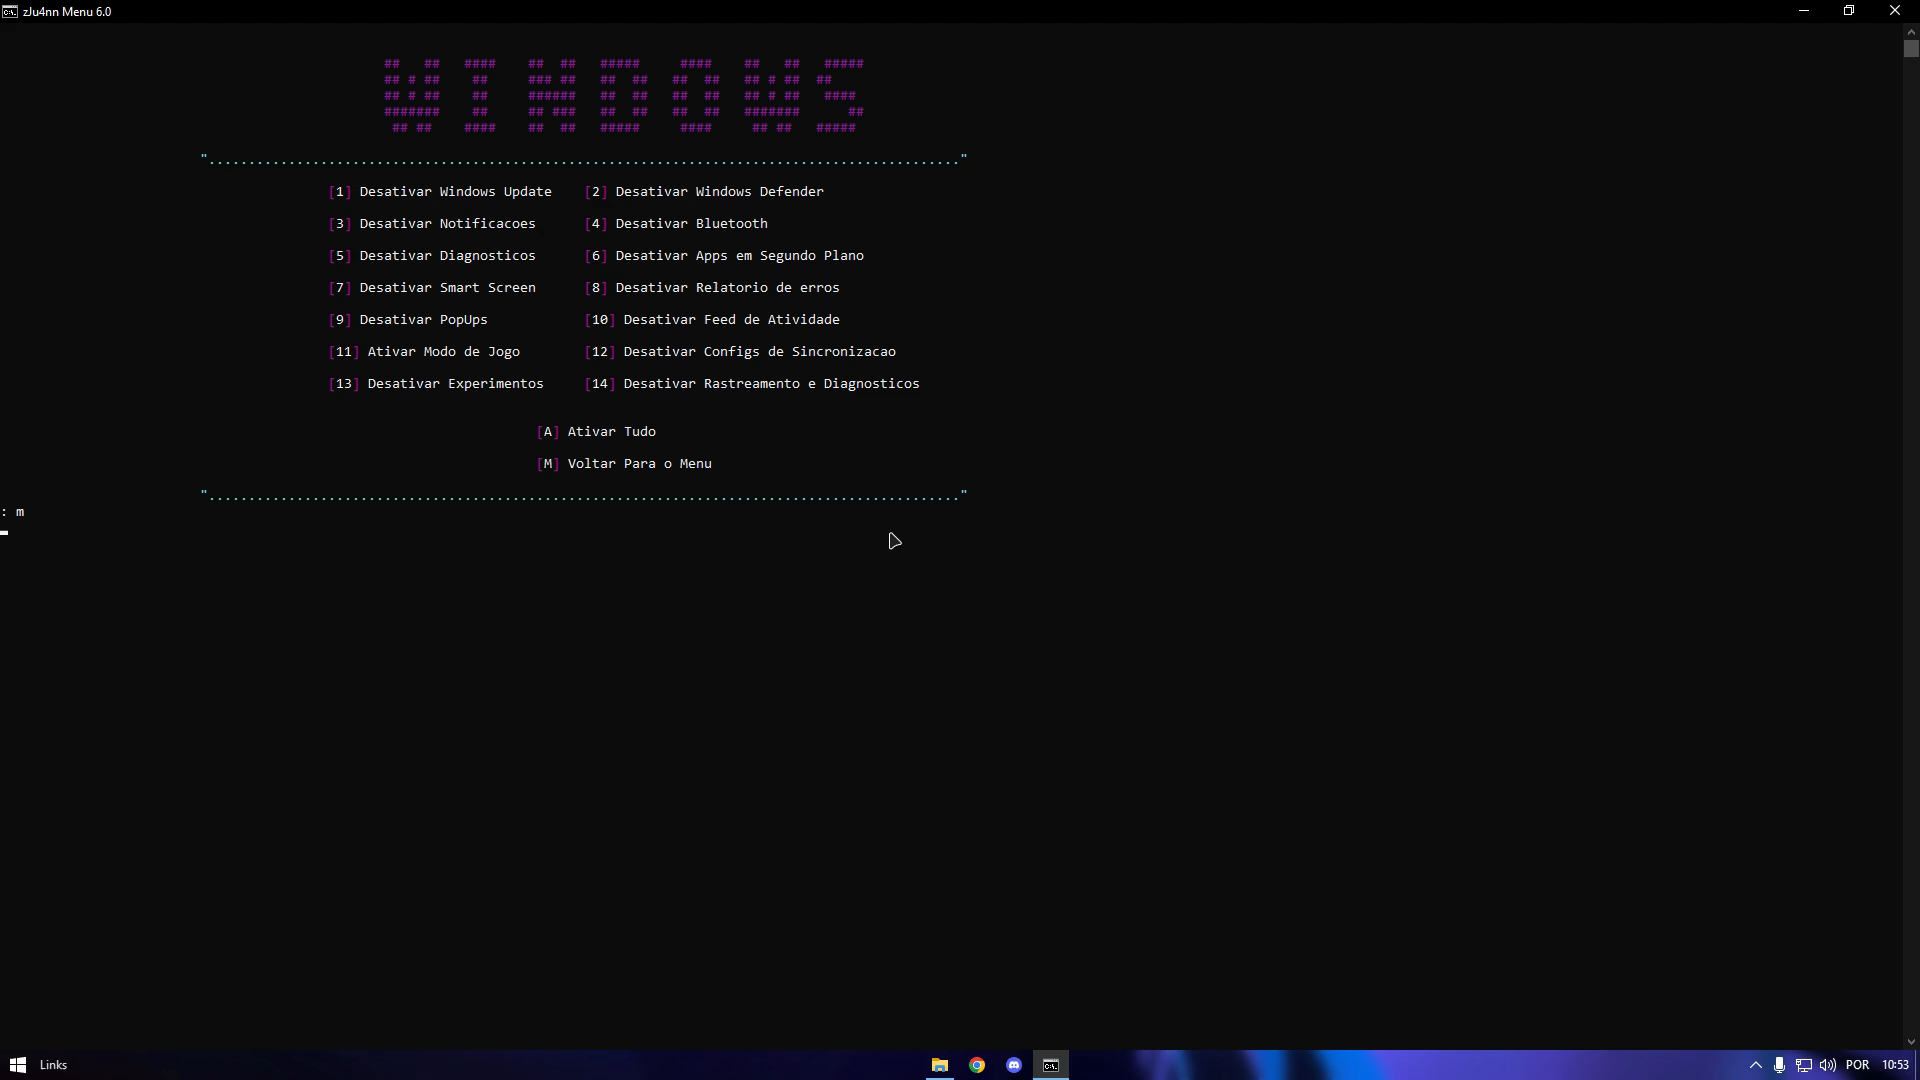 zJu4nn Menu 6.0
WINDOWS
"..............................................................................................."
[1] Desativar Windows Update [2] Desativar Windows Defender
[3] Desativar Notificacoes [4] Desativar Bluetooth
[5] Desativar Diagnosticos [6] Desativar Apps em Segundo Plano
[7] Desativar Smart Screen [8] Desativar Relatorio de erros
[9] Desativar PopUps [10] Desativar Feed de Atividade
[11] Ativar Modo de Jogo [12] Desativar Configs de Sincronizacao
[13] Desativar Experimentos [14] Desativar Rastreamento e Diagnosticos
[A] Ativar Tudo
[M] Voltar Para o Menu
"..............................................................................................."
: m
Links POR 10:53